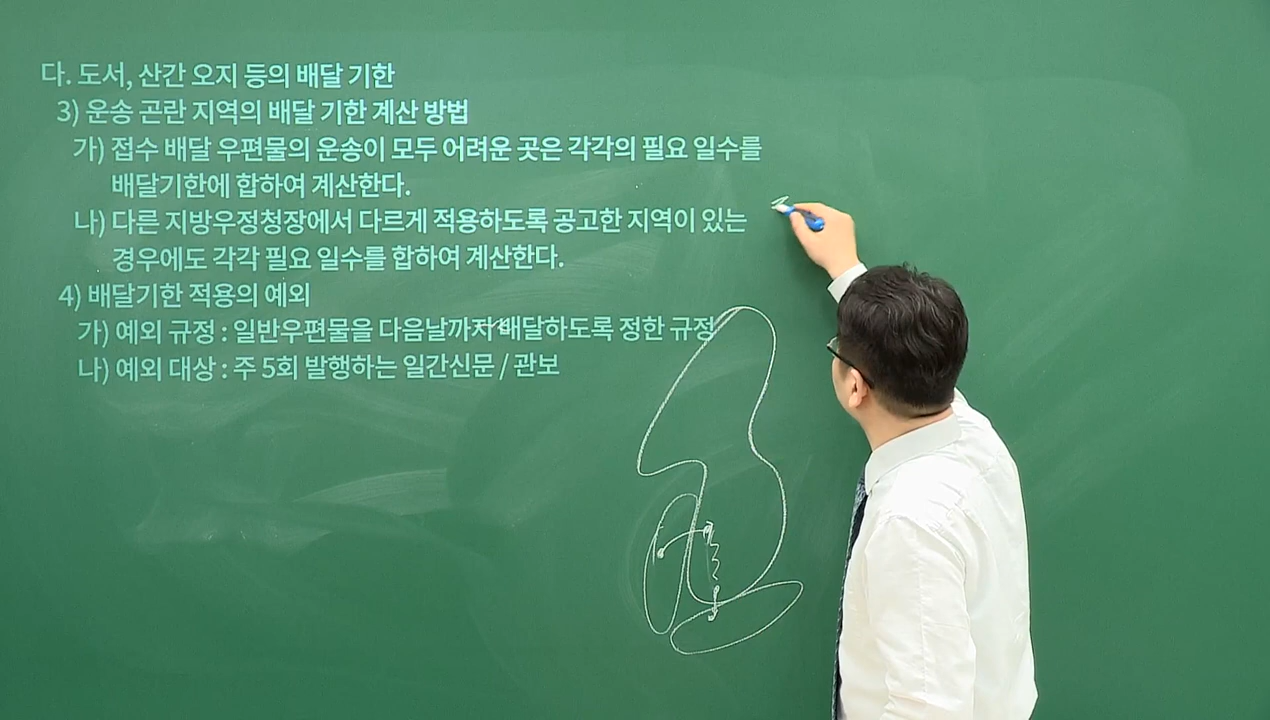 다. 도서, 산간 오지 등의 배달 기한
3) 운송 곤란 지역의 배달 기한 계산 방법
가) 접수 배달 우편물의 운송이 모두 어려운 곳은 각각의 필요 일수를
배달기한에 합하여 계산한다.
나) 다른 지방우정청장에서 다르게 적용하도록 공고한 지역이 있는
경우에도 각각 필요 일수를 합하여 계산한다.
4) 배달기한 적용의 예외
가) 예외 규정 : 일반우편물을 다음날까지 배달하도록 정한 규정
나) 예외 대상 : 주 5회 발행하는 일간신문 / 관보